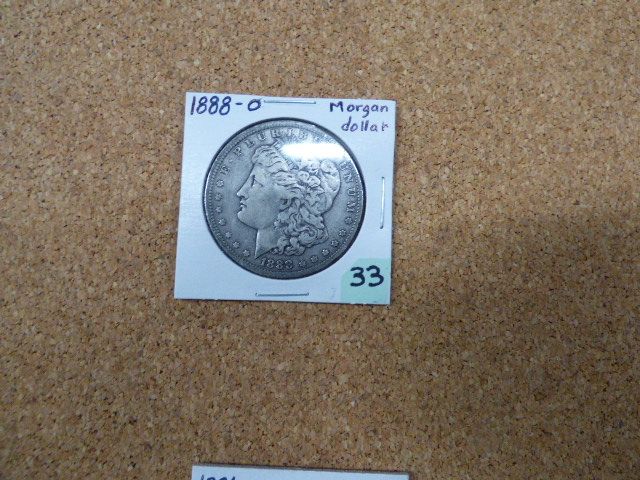 1888-O Morgan
dollar
E·PLURIBUS·UNUM
1888
33